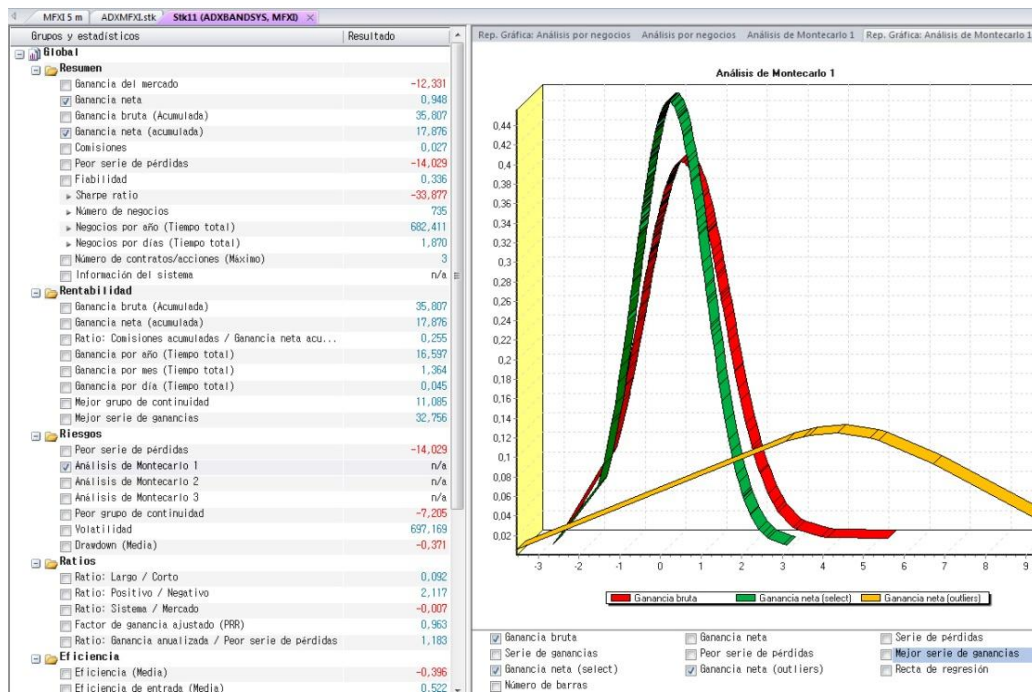 MFXI 5 m ADXMFXI.stk Stk11 (ADXBANDSYS, MFXI)
Grupos y estadísticos Resultado
Global
Resumen
Ganancia del mercado -12,331
Ganancia neta 0,948
Ganancia bruta (Acumulada) 35,807
Ganancia neta (acumulada) 17,876
Comisiones 0,027
Peor serie de pérdidas -14,029
Fiabilidad 0,336
Sharpe ratio -33,877
Número de negocios 735
Negocios por año (Tiempo total) 682,411
Negocios por días (Tiempo total) 1,870
Número de contratos/acciones (Máximo) 3
Información del sistema n/a
Rentabilidad
Ganancia bruta (Acumulada) 35,807
Ganancia neta (acumulada) 17,876
Ratio: Comisiones acumuladas / Ganancia neta acu... 0,255
Ganancia por año (Tiempo total) 16,597
Ganancia por mes (Tiempo total) 1,364
Ganancia por día (Tiempo total) 0,045
Mejor grupo de continuidad 11,085
Mejor serie de ganancias 32,756
Riesgos
Peor serie de pérdidas -14,029
Análisis de Montecarlo 1 n/a
Análisis de Montecarlo 2 n/a
Análisis de Montecarlo 3 n/a
Peor grupo de continuidad -7,205
Volatilidad 697,169
Drawdown (Media) -0,371
Ratios
Ratio: Largo / Corto 0,092
Ratio: Positivo / Negativo 2,117
Ratio: Sistema / Mercado -0,007
Factor de ganancia ajustado (PRR) 0,963
Ratio: Ganancia anualizada / Peor serie de pérdidas 1,183
Eficiencia
Eficiencia (Media) -0,396
Eficiencia de entrada (Media) 0,522
Rep. Gráfica: Análisis por negocios Análisis por negocios Análisis de Montecarlo 1 Rep. Gráfica: Análisis de Montecarlo 1
Análisis de Montecarlo 1
0,44
0,42
0,4
0,38
0,36
0,34
0,32
0,3
0,28
0,26
0,24
0,22
0,2
0,18
0,16
0,14
0,12
0,1
0,08
0,06
0,04
0,02
-3 -2 -1 0 1 2 3 4 5 6 7 8 9
Ganancia bruta Ganancia neta (select) Ganancia neta (outliers)
Ganancia bruta Ganancia neta Serie de pérdidas
Serie de ganancias Peor serie de pérdidas Mejor serie de ganancias
Ganancia neta (select) Ganancia neta (outliers) Recta de regresión
Número de barras